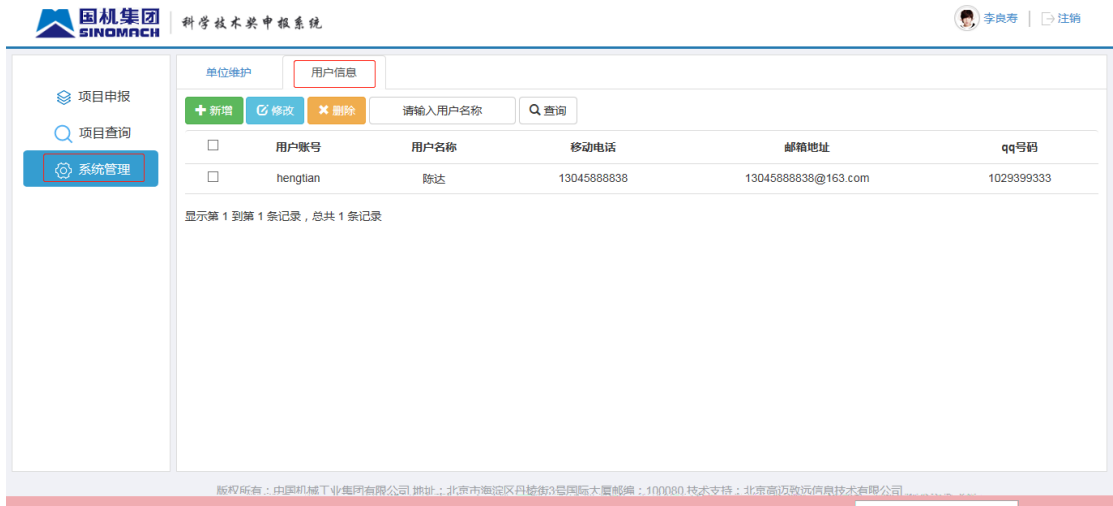 国机集团
SINOMACH
科学技术奖申报系统
李良寿
注销
项目申报
项目查询
系统管理
单位维护
用户信息
新增
修改
删除
请输入用户名称
查询
用户账号 用户名称 移动电话 邮箱地址 qq号码
hengtian 陈达 13045888838 13045888838@163.com 1029399333
显示第 1 到第 1 条记录，总共 1 条记录
版权所有：中国机械工业集团有限公司 地址：北京市海淀区丹棱街3号国际大厦邮编：100080 技术支持：北京高迈致远信息技术有限公司